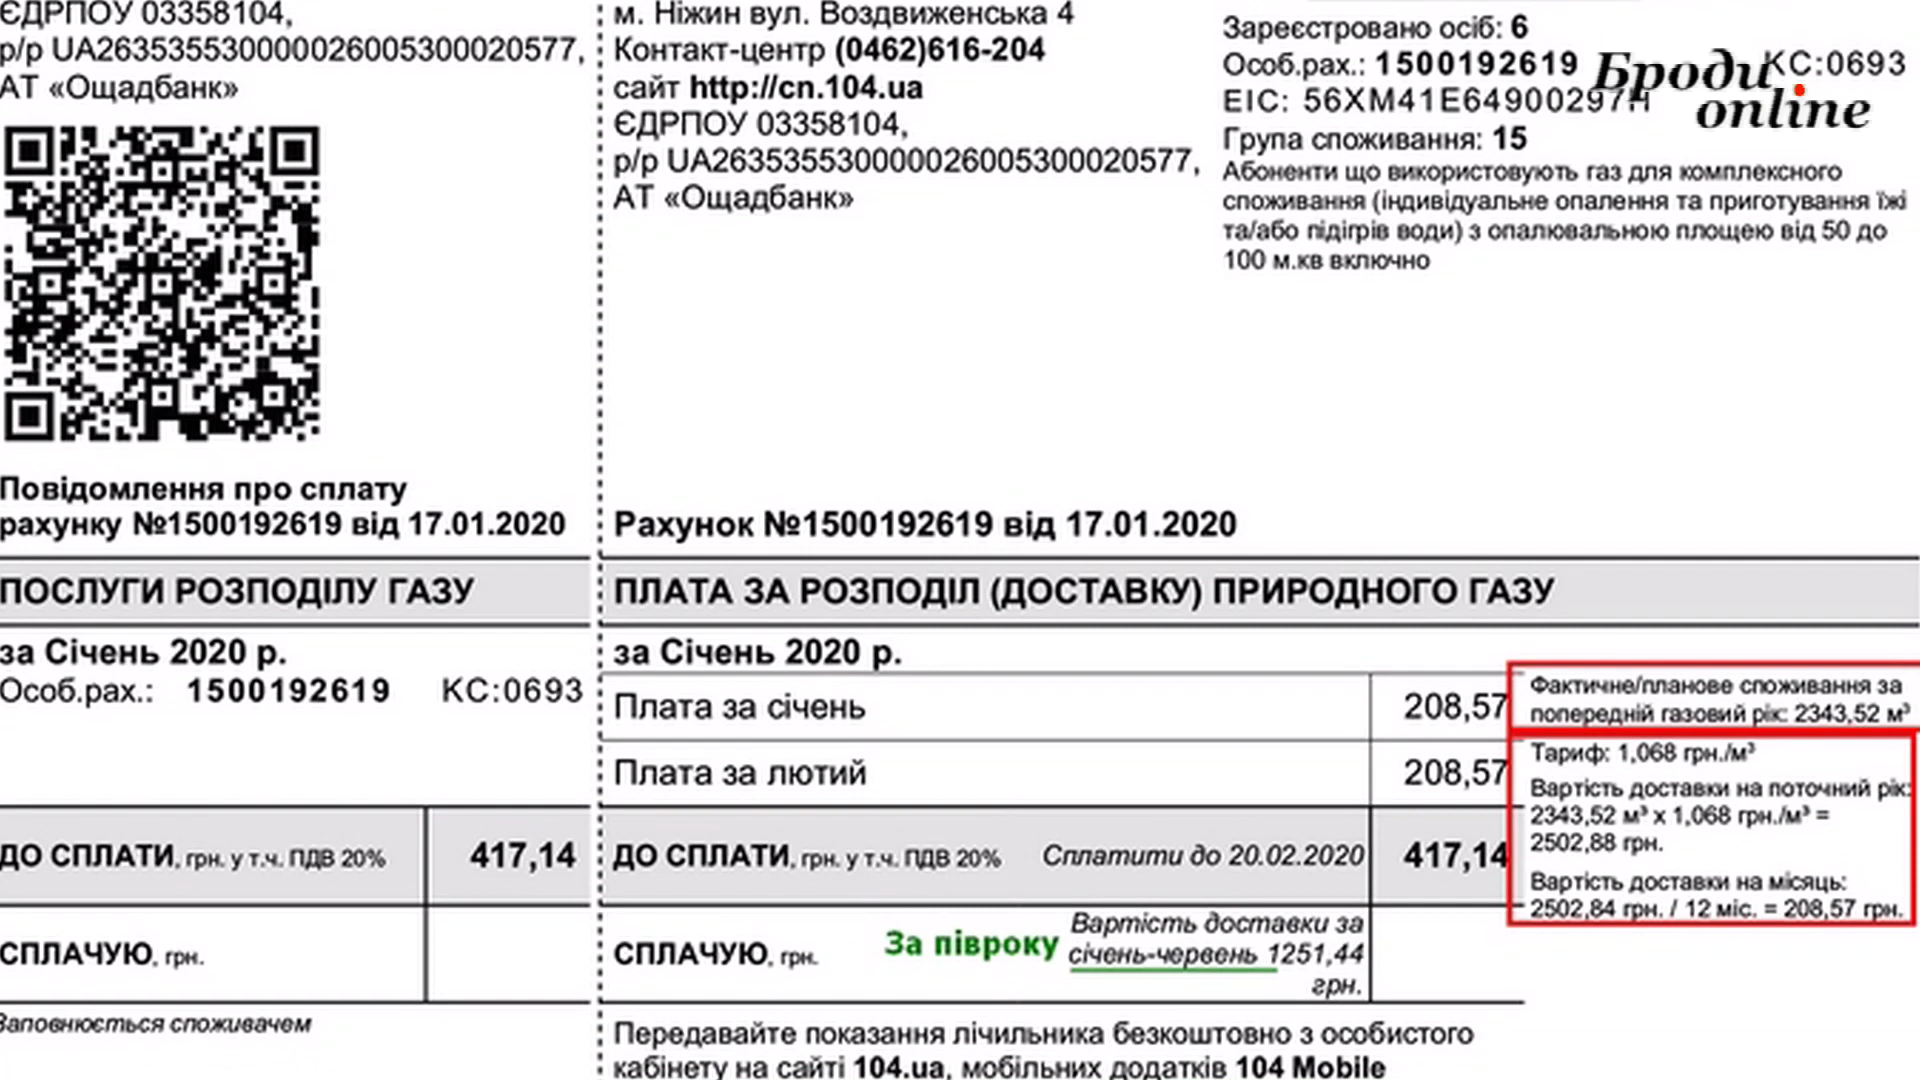 ЄДРПОУ 03358104,
р/р UA263535530000026005300020577,
АТ «Ощадбанк»
Повідомлення про сплату
рахунку №1500192619 від 17.01.2020
ПОСЛУГИ РОЗПОДІЛУ ГАЗУ
за Січень 2020 р.
Особ.рах.: 1500192619 КС:0693
ДО СПЛАТИ, грн. у т.ч. ПДВ 20% 417,14
СПЛАЧУЮ, грн.
Заповнюється споживачем
м. Ніжин вул. Воздвиженська 4
Контакт-центр (0462)616-204
сайт http://cn.104.ua
ЄДРПОУ 03358104,
р/р UA263535530000026005300020577,
АТ «Ощадбанк»
Зареєстровано осіб: 6
Особ.рах.: 1500192619 КС:0693
EIC: 56XM41E64900297H
Група споживання: 15
Абоненти що використовують газ для комплексного
споживання (індивідуальне опалення та приготування їжі
та/або підігрів води) з опалювальною площею від 50 до
100 м.кв включно
Броди
online
Рахунок №1500192619 від 17.01.2020
ПЛАТА ЗА РОЗПОДІЛ (ДОСТАВКУ) ПРИРОДНОГО ГАЗУ
за Січень 2020 р.
Плата за січень 208,57
Плата за лютий 208,57
ДО СПЛАТИ, грн. у т.ч. ПДВ 20% Сплатити до 20.02.2020 417,14
СПЛАЧУЮ, грн. За півроку Вартість доставки за
січень-червень 1251,44
грн.
Фактичне/планове споживання за
попередній газовий рік: 2343,52 м³
Тариф: 1,068 грн./м³
Вартість доставки на поточний рік:
2343,52 м³ х 1,068 грн./м³ =
2502,88 грн.
Вартість доставки на місяць:
2502,84 грн. / 12 міс. = 208,57 грн.
Передавайте показання лічильника безкоштовно з особистого
кабінету на сайті 104.ua, мобільних додатків 104 Mobile